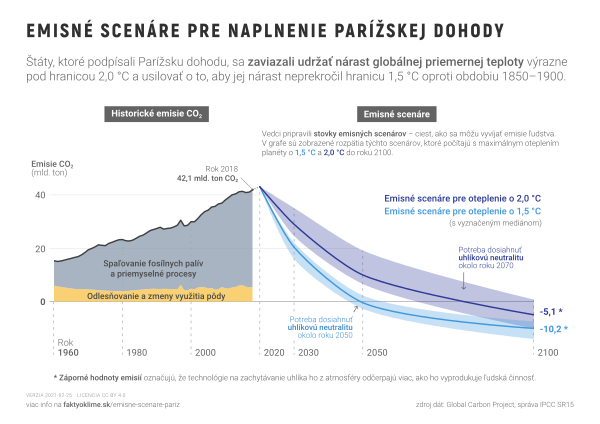 EMISNÉ SCENÁRE PRE NAPLNENIE PARÍŽSKEJ DOHODY
Štáty, ktoré podpísali Parížsku dohodu, sa zaviazali udržať nárast globálnej priemernej teploty výrazne
pod hranicou 2,0 °C a usilovať o to, aby jej nárast neprekročil hranicu 1,5 °C oproti obdobiu 1850–1900.
Historické emisie CO₂
Emisné scenáre
Vedci pripravili stovky emisných scenárov – ciest, ako sa môžu vyvíjať emisie ľudstva.
V grafe sú zobrazené rozpätia týchto scenárov, ktoré počítajú s maximálnym oteplením
planéty o 1,5 °C a 2,0 °C do roku 2100.
Emisie CO₂
(mld. ton)
Rok 2018
42,1 mld. ton CO₂
40
20
0
Emisné scenáre pre oteplenie o 2,0 °C
Emisné scenáre pre oteplenie o 1,5 °C
(s vyznačeným mediánom)
Spaľovanie fosílnych palív
a priemyselné procesy
Odlesňovanie a zmeny využitia pôdy
Potreba dosiahnuť
uhlíkovú neutralitu
okolo roku 2070
Potreba dosiahnuť
uhlíkovú neutralitu
okolo roku 2050
-5,1 *
-10,2 *
Rok
1960
1980
2000
2020
2030
2050
2100
* Záporné hodnoty emisií označujú, že technológie na zachytávanie uhlíka ho z atmosféry odčerpajú viac, ako ho vyprodukuje ľudská činnosť.
VERZIA 2021-02-25 LICENCIA CC BY 4.0
viac info na faktyoklime.sk/emisne-scenare-pariz
zdroj dát: Global Carbon Project, správa IPCC SR15